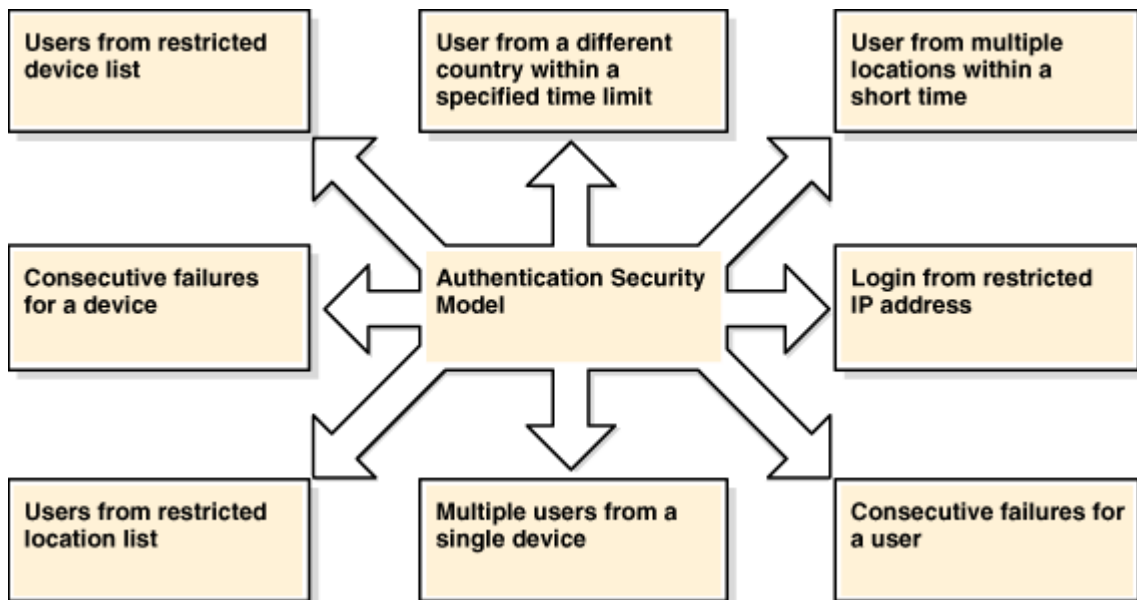 Users from restricted
device list
User from a different
country within a
specified time limit
User from multiple
locations within a
short time
Consecutive failures
for a device
Authentication Security
Model
Login from restricted
IP address
Users from restricted
location list
Multiple users from a
single device
Consecutive failures for
a user